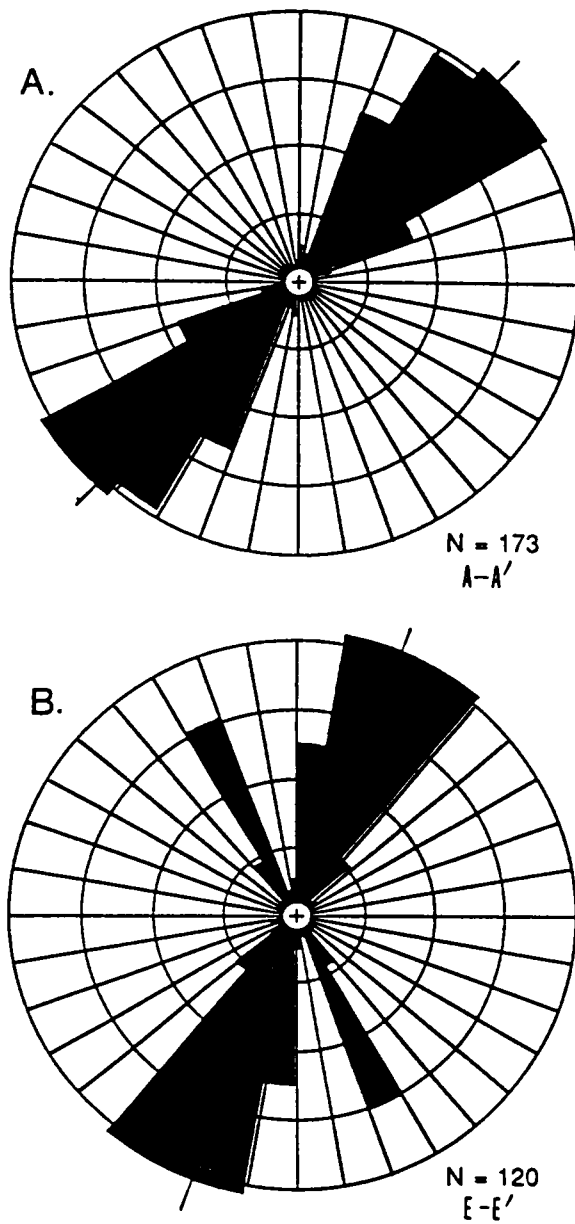 A.
N = 173
A-A′
B.
N = 120
E-E′